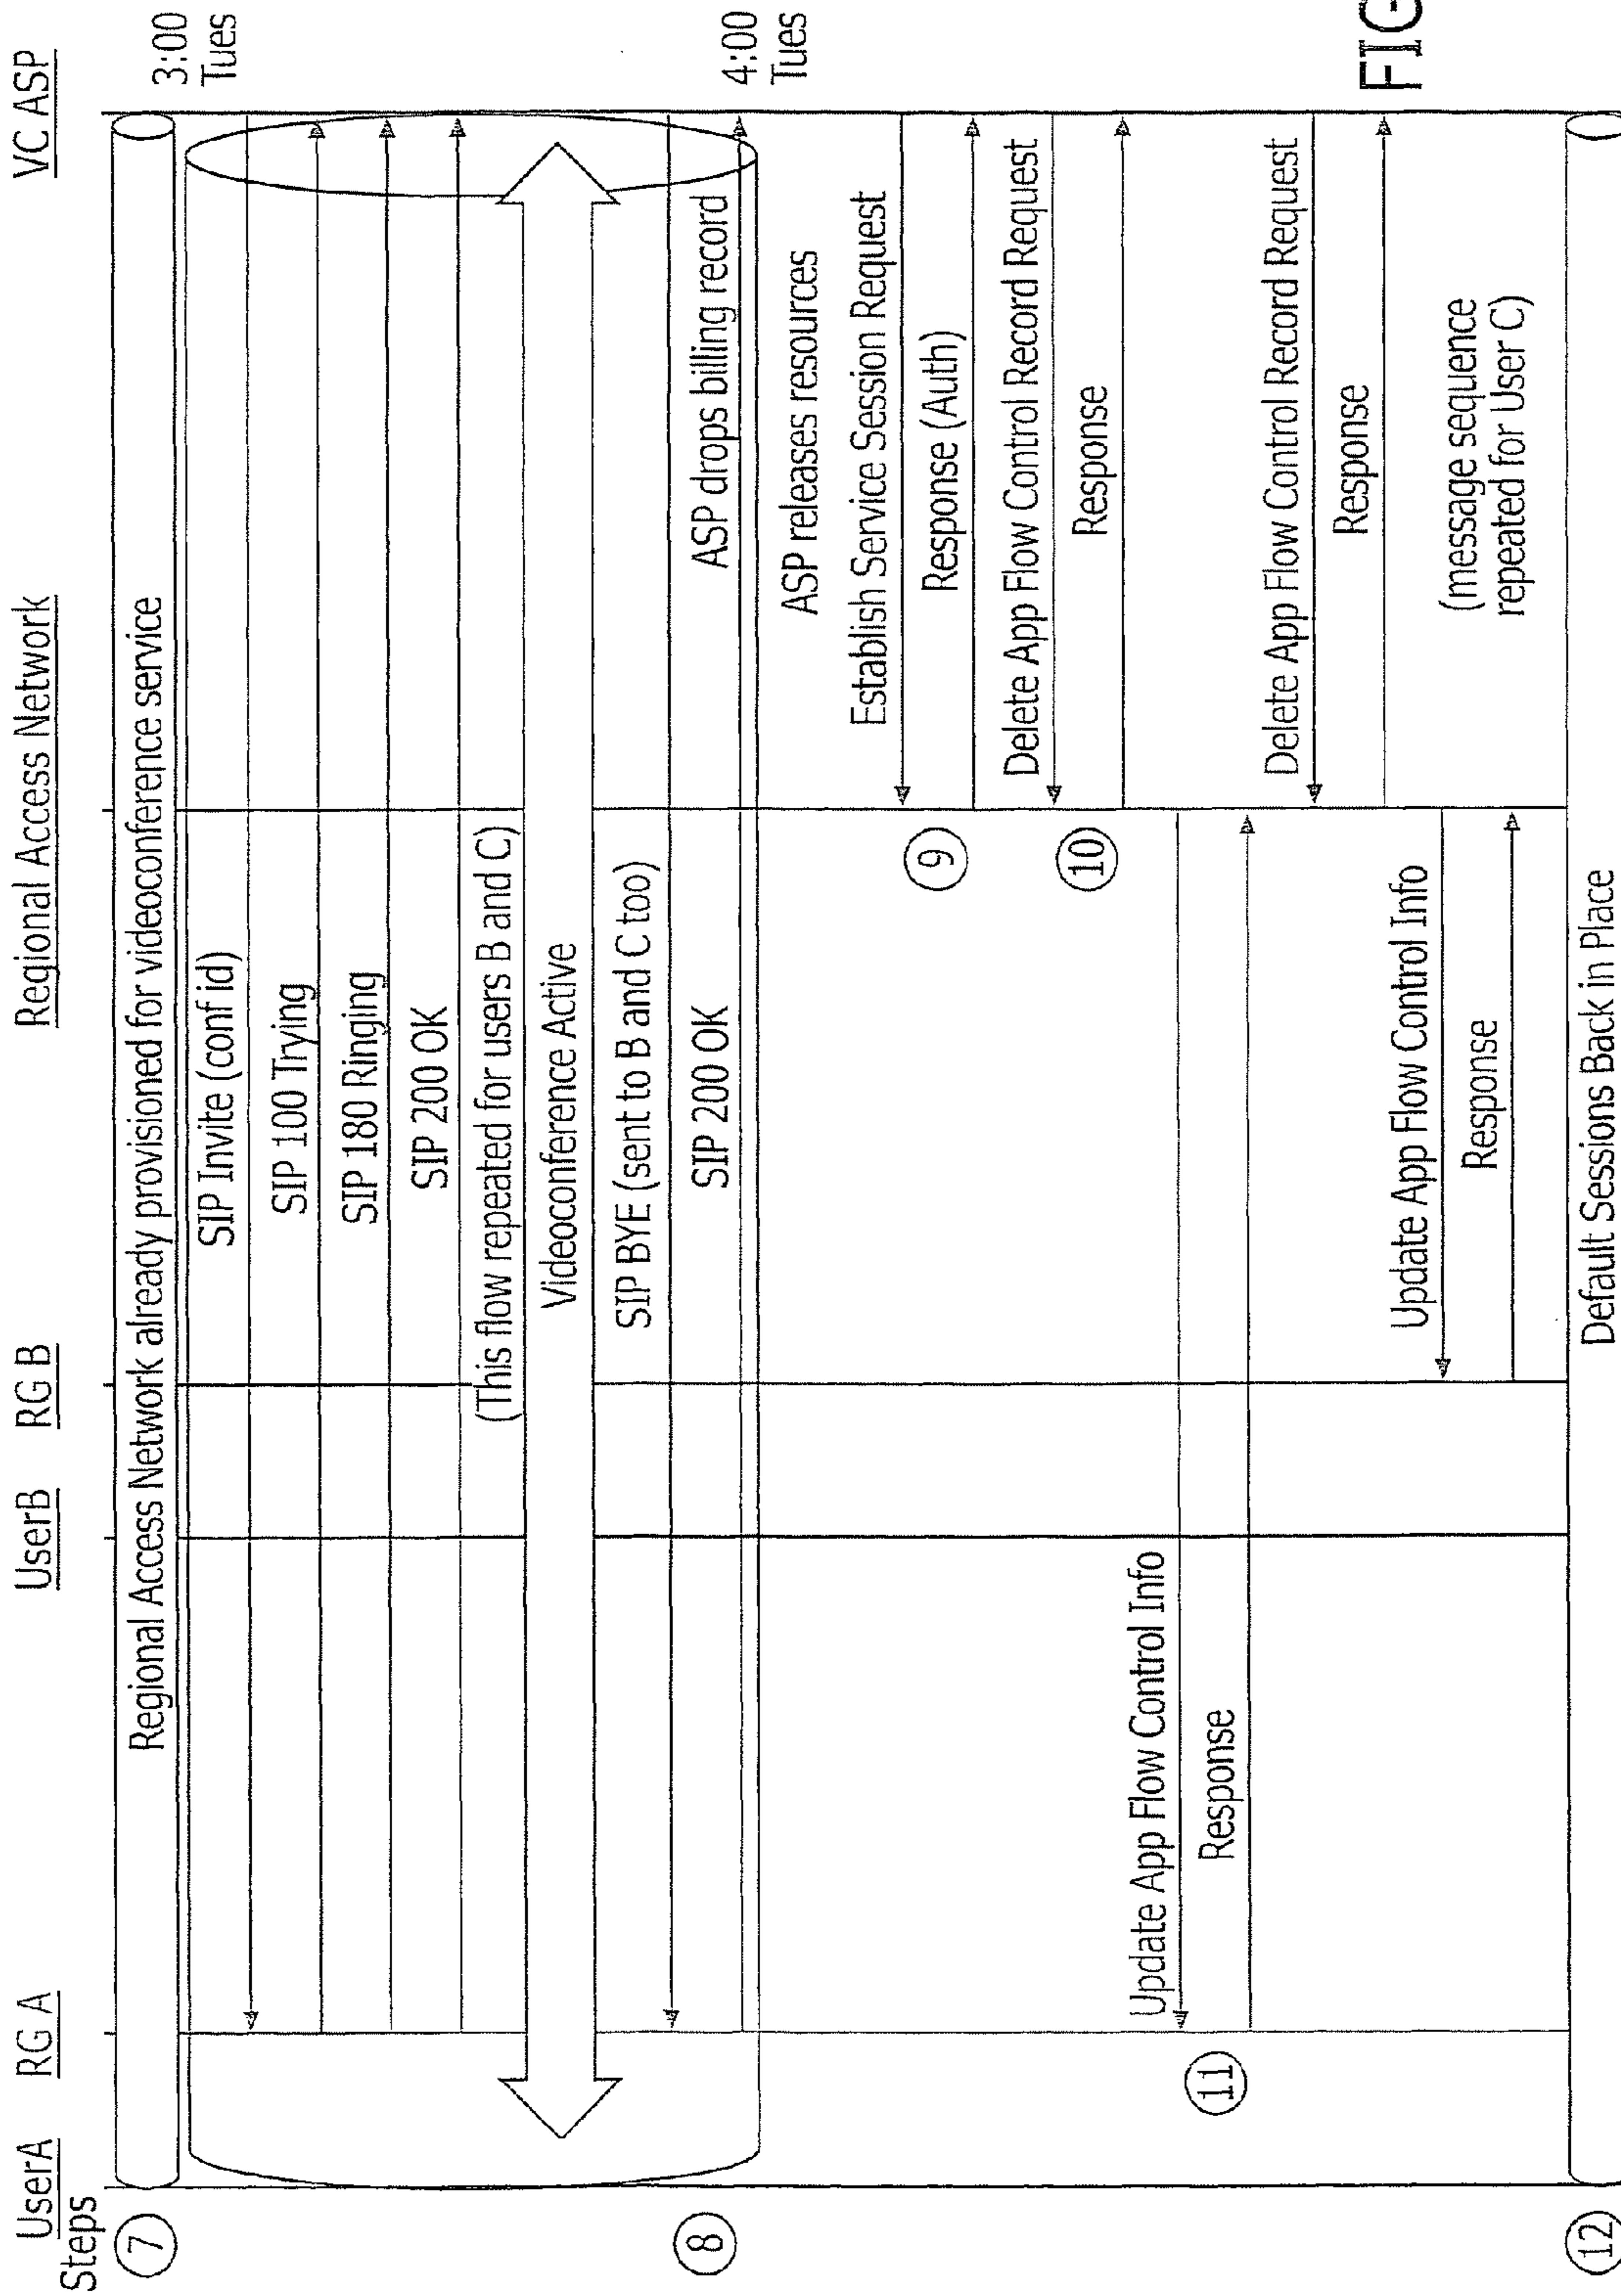 UserA
RG A
UserB
RG B
Regional Access Network
VC ASP
Steps
7
Regional Access Network already provisioned for videoconference service
3:00
Tues
SIP Invite (conf id)
SIP 100 Trying
SIP 180 Ringing
SIP 200 OK
(This flow repeated for users B and C)
Videoconference Active
SIP BYE (sent to B and C too)
8
SIP 200 OK
ASP drops billing record
4:00
Tues
ASP releases resources
Establish Service Session Request
9
Response (Auth)
Delete App Flow Control Record Request
10
Response
Update App Flow Control Info
11
Response
Delete App Flow Control Record Request
Response
Update App Flow Control Info
Response
(message sequence
repeated for User C)
12
Default Sessions Back in Place